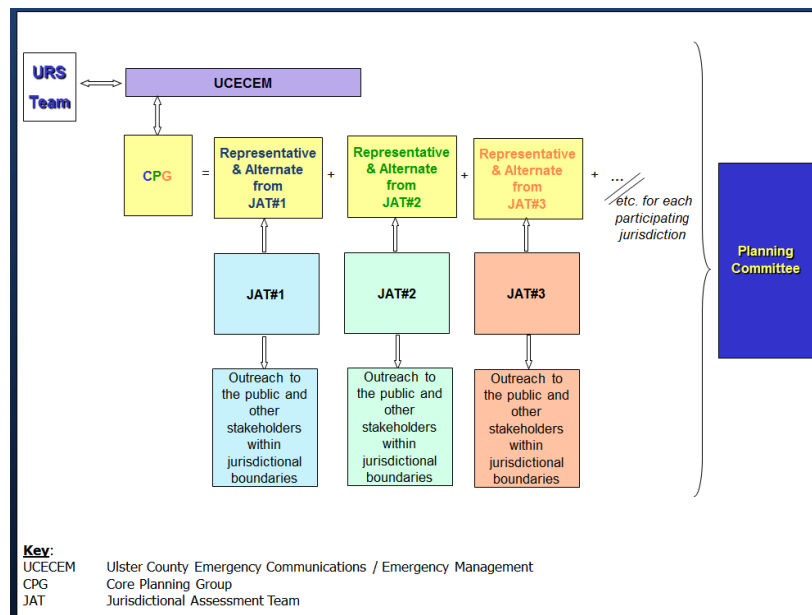 URS
Team
UCECEM
CPG
=
Representative
& Alternate
from
JAT#1
+
Representative
& Alternate
from
JAT#2
+
Representative
& Alternate
from
JAT#3
+
...
etc. for each
participating
jurisdiction
Planning
Committee
JAT#1
JAT#2
JAT#3
Outreach to
the public and
other
stakeholders
within
jurisdictional
boundaries
Outreach to
the public and
other
stakeholders
within
jurisdictional
boundaries
Outreach to
the public and
other
stakeholders
within
jurisdictional
boundaries
Key:
UCECEM Ulster County Emergency Communications / Emergency Management
CPG Core Planning Group
JAT Jurisdictional Assessment Team